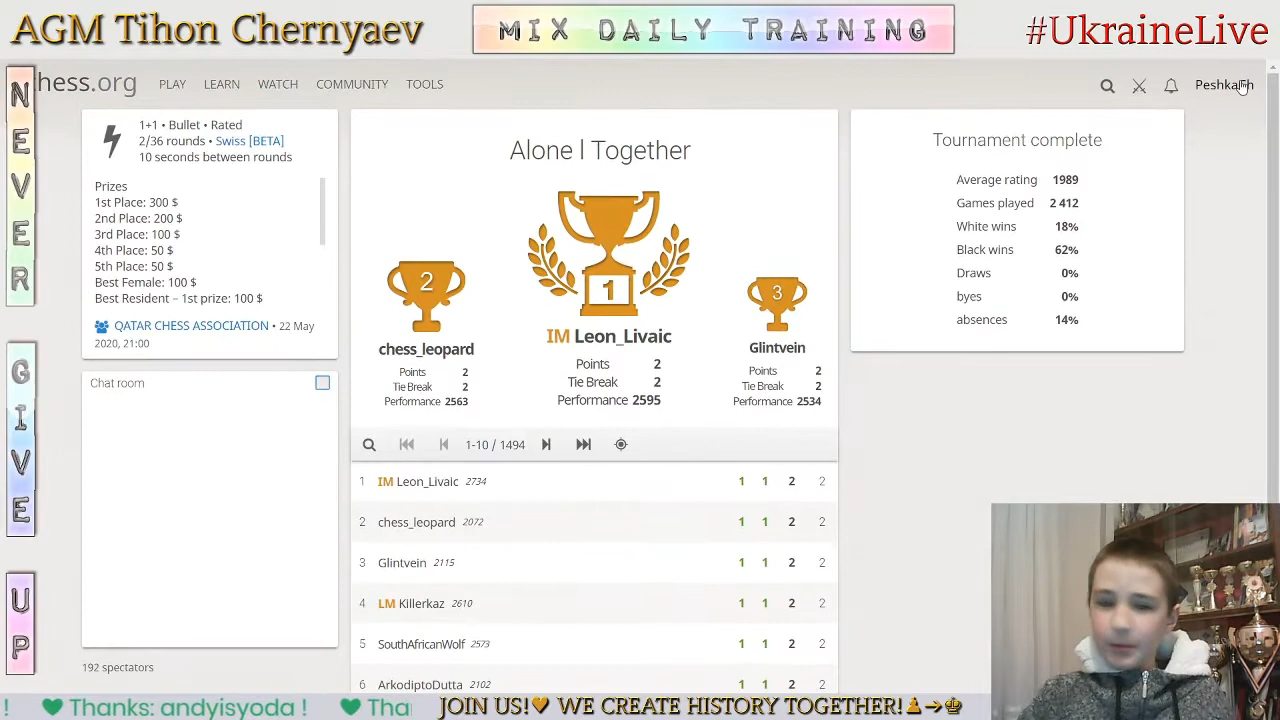 AGM Tihon Chernyaev
MIX DAILY TRAINING
#UkraineLive
NEVER
GIVE
UP
hess.org
PLAY LEARN WATCH COMMUNITY TOOLS
1+1 • Bullet • Rated
2/36 rounds • Swiss [BETA]
10 seconds between rounds
Prizes
1st Place: 300 $
2nd Place: 200 $
3rd Place: 100 $
4th Place: 50 $
5th Place: 50 $
Best Female: 100 $
Best Resident – 1st prize: 100 $
QATAR CHESS ASSOCIATION • 22 May
2020, 21:00
Chat room
192 spectators
Alone l Together
2
1
3
chess_leopard
Points 2
Tie Break 2
Performance 2563
IM Leon_Livaic
Points 2
Tie Break 2
Performance 2595
Glintvein
Points 2
Tie Break 2
Performance 2534
1-10 / 1494
1 IM Leon_Livaic 2734 1 1 2 2
2 chess_leopard 2072 1 1 2 2
3 Glintvein 2115 1 1 2 2
4 LM Killerkaz 2610 1 1 2 2
5 SouthAfricanWolf 2573 1 1 2 2
6 ArkodiptoDutta 2102 1 1 2 2
Tournament complete
Average rating 1989
Games played 2 412
White wins 18%
Black wins 62%
Draws 0%
byes 0%
absences 14%
! Thanks: andyisyoda ! Tha
JOIN US! WE CREATE HISTORY TOGETHER!